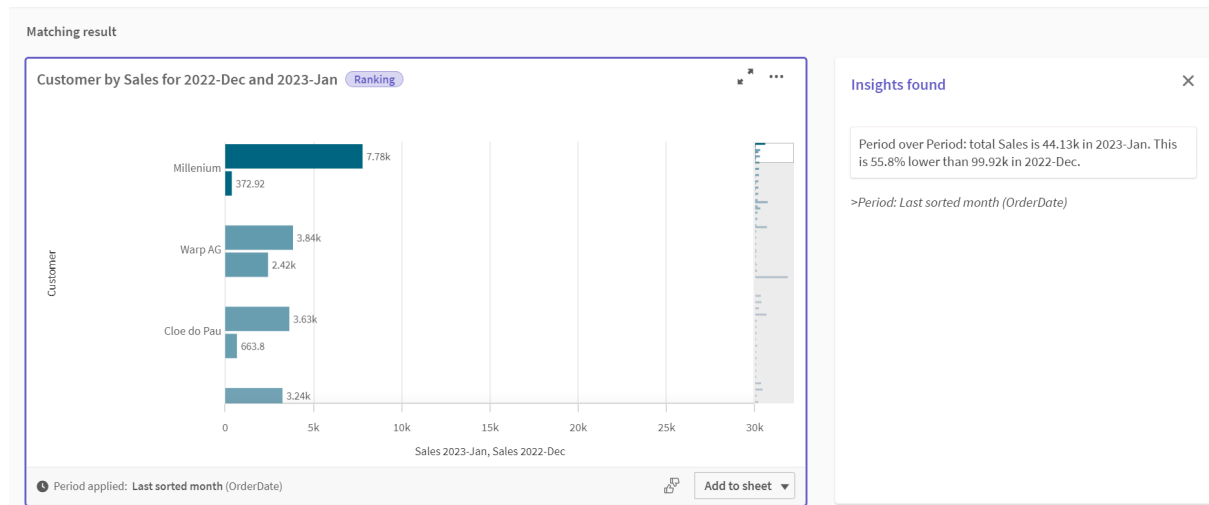 Matching result
Customer by Sales for 2022-Dec and 2023-Jan Ranking
Millenium
7.78k
372.92
Warp AG
3.84k
2.42k
Cloe do Pau
3.63k
663.8
3.24k
Customer
0 5k 10k 15k 20k 25k 30k
Sales 2023-Jan, Sales 2022-Dec
Period applied: Last sorted month (OrderDate)
Add to sheet
Insights found
Period over Period: total Sales is 44.13k in 2023-Jan. This
is 55.8% lower than 99.92k in 2022-Dec.
>Period: Last sorted month (OrderDate)